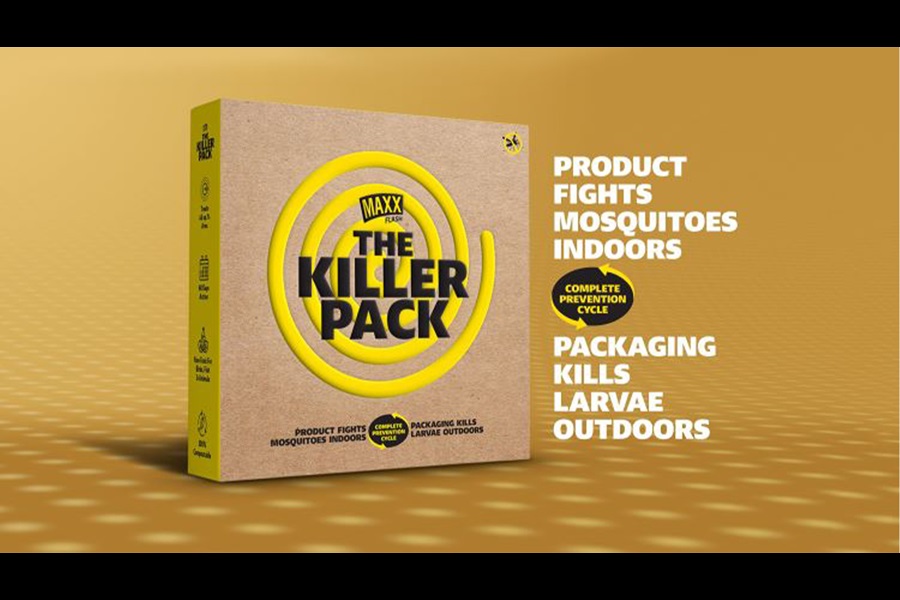 THE
KILLER
PACK
100%
Compostable
MAXX
FLASH
THE
KILLER
PACK
PRODUCT FIGHTS
MOSQUITOES INDOORS
COMPLETE
PREVENTION
CYCLE
PACKAGING KILLS
LARVAE OUTDOORS
PRODUCT
FIGHTS
MOSQUITOES
INDOORS
COMPLETE
PREVENTION
CYCLE
PACKAGING
KILLS
LARVAE
OUTDOORS